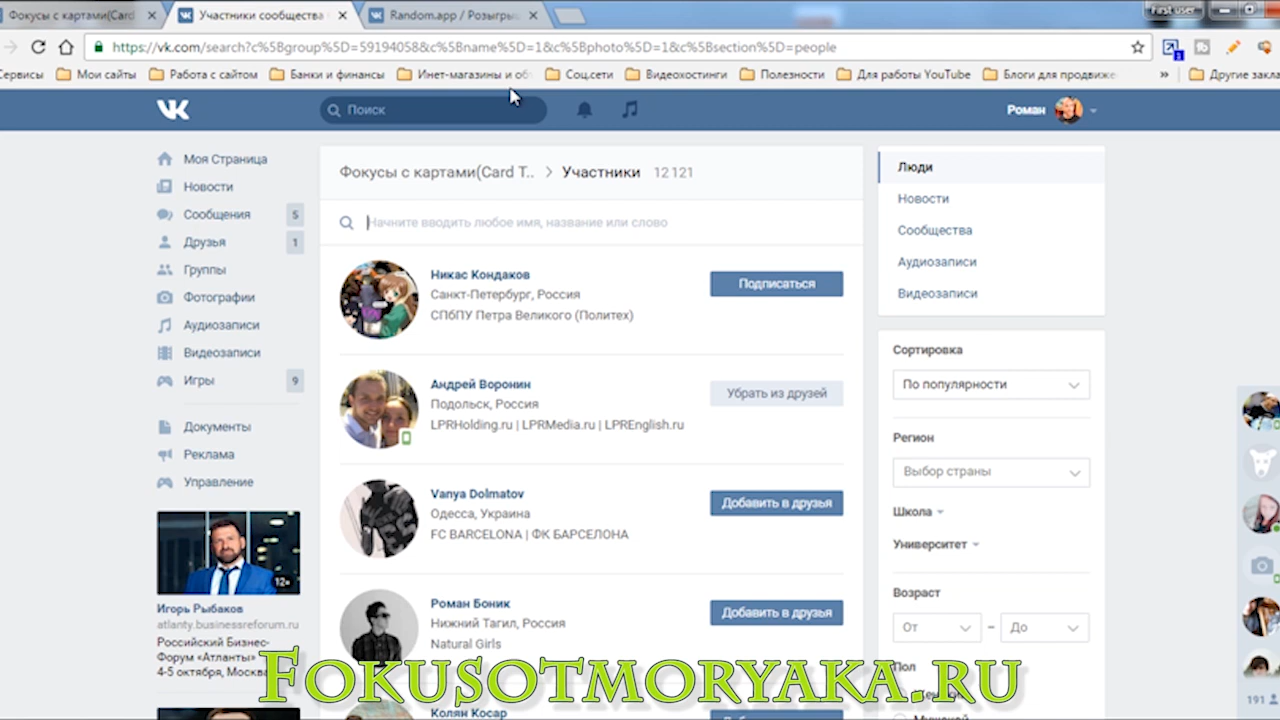 Фокусы с картами(Card
Участники сообщества
Random.app / Розыгрыш
First user
https://vk.com/search?c%5Bgroup%5D=59194058&c%5Bname%5D=1&c%5Bphoto%5D=1&c%5Bsection%5D=people
Сервисы
Мои сайты
Работа с сайтом
Банки и финансы
Инет-магазины и об
Соц.сети
Видеохостинги
Полезности
Для работы YouTube
Блоги для продвиже
»
Другие закла
VK
Поиск
Роман
Моя Страница
Новости
Сообщения 5
Друзья 1
Группы
Фотографии
Аудиозаписи
Видеозаписи
Игры 9
Документы
Реклама
Управление
12+
Игорь Рыбаков
atlanty.businessreforum.ru
Российский Бизнес-
Форум «Атланты»
4-5 октября, Москва
Фокусы с картами(Card T.. > Участники 12 121
Начните вводить любое имя, название или слово
Никас Кондаков
Санкт-Петербург, Россия
СПбПУ Петра Великого (Политех)
Подписаться
Андрей Воронин
Подольск, Россия
LPRHolding.ru | LPRMedia.ru | LPREnglish.ru
Убрать из друзей
Vanya Dolmatov
Одесса, Украина
FC BARCELONA | ФК БАРСЕЛОНА
Добавить в друзья
Роман Боник
Нижний Тагил, Россия
Natural Girls
Добавить в друзья
Колян Косар
Люди
Новости
Сообщества
Аудиозаписи
Видеозаписи
Сортировка
По популярности
Регион
Выбор страны
Школа
Университет
Возраст
От – До
Пол
191
Fokusotmoryaka.ru